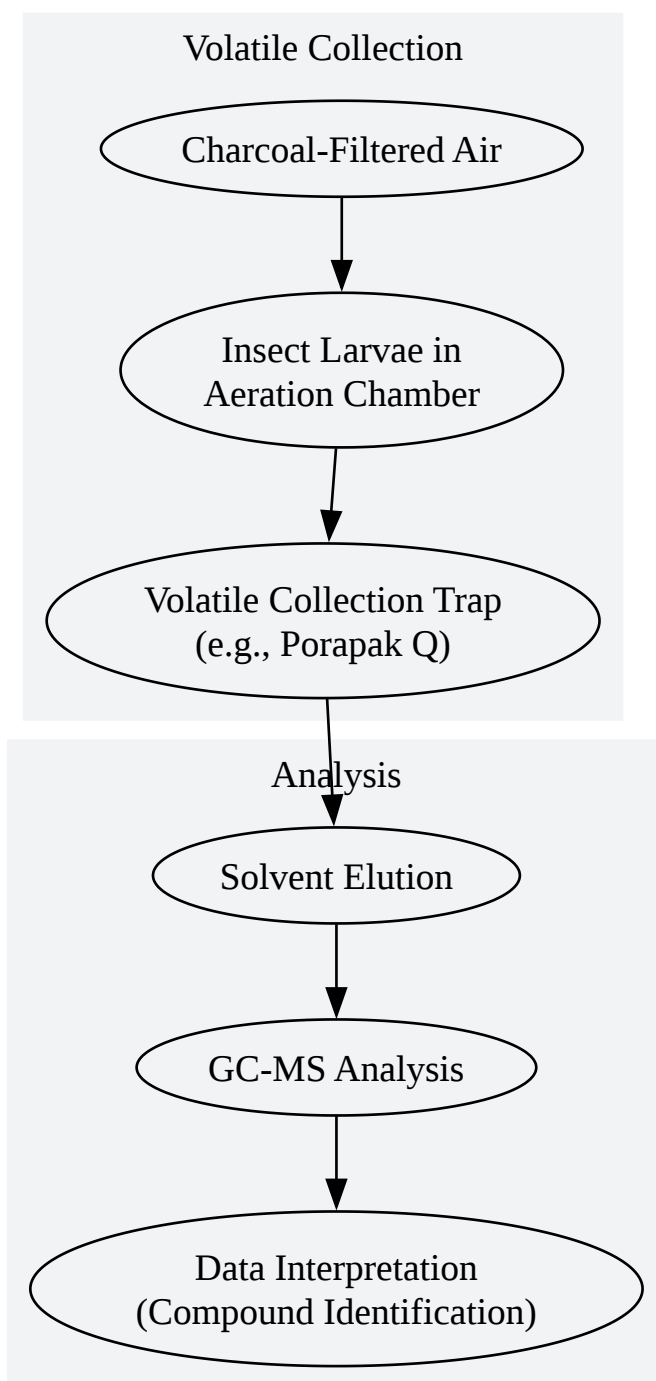 Volatile Collection
Charcoal-Filtered Air
Insect Larvae in
Aeration Chamber
Volatile Collection Trap
(e.g., Porapak Q)
Analysis
Solvent Elution
GC-MS Analysis
Data Interpretation
(Compound Identification)